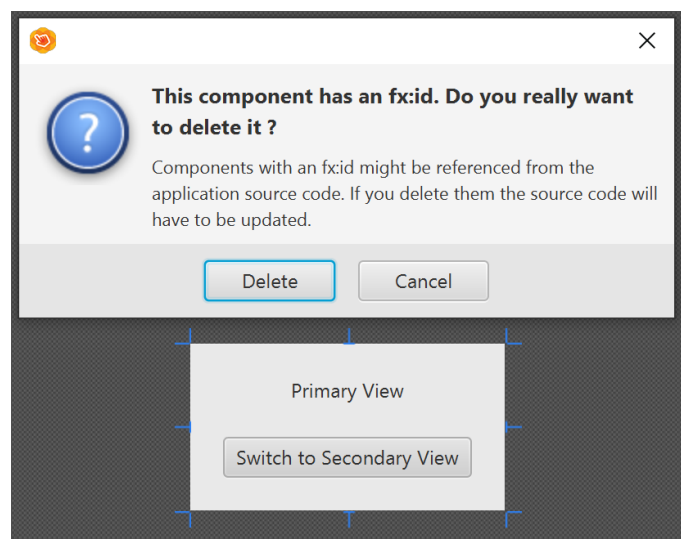 This component has an fx:id. Do you really want
to delete it ?
Components with an fx:id might be referenced from the
application source code. If you delete them the source code will
have to be updated.
Delete
Cancel
Primary View
Switch to Secondary View